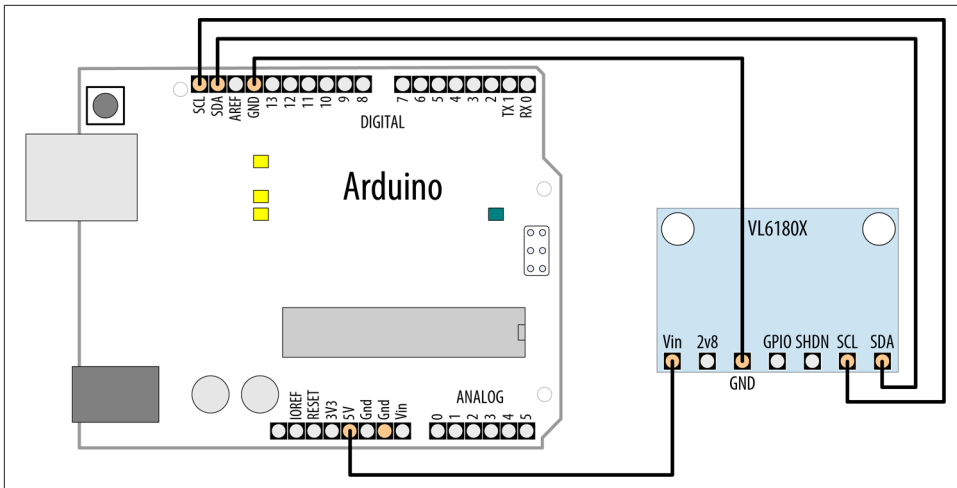 SCL SDA AREF GND 13 12 11 10 9 8 7 6 5 4 3 2 TX 1 RX 0
DIGITAL
Arduino
VL6180X
Vin 2v8 GPIO SHDN SCL SDA
GND
ANALOG
IOREF RESET 3V3 5V Gnd Gnd Vin 0 1 2 3 4 5